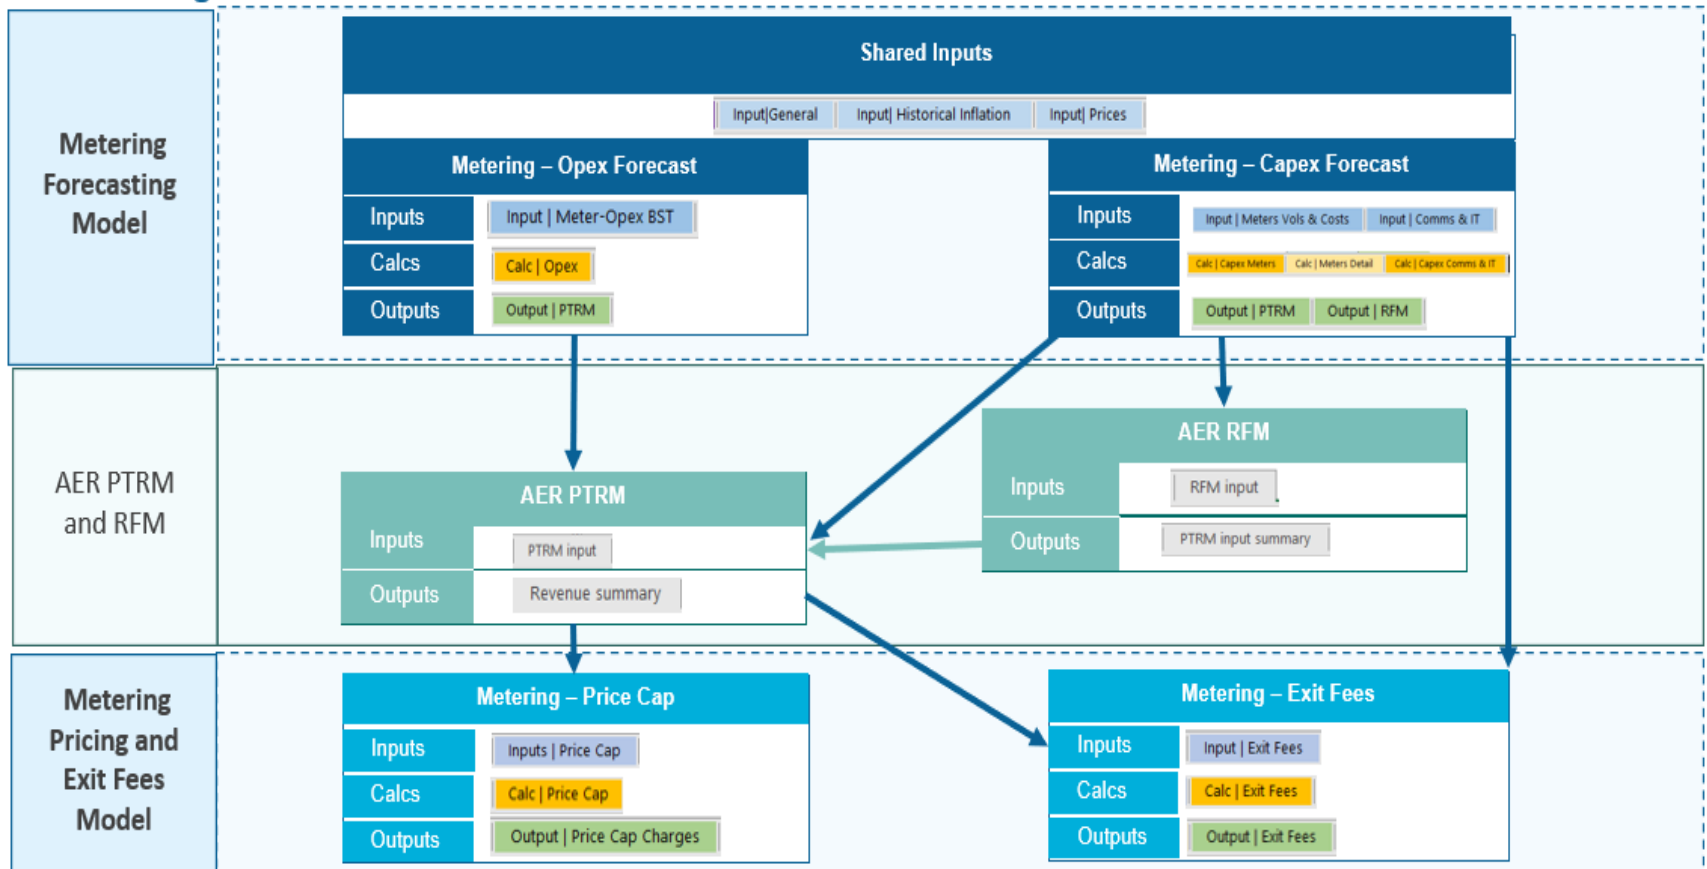 Shared Inputs
Input|General Input| Historical Inflation Input| Prices
Metering
Forecasting
Model
Metering – Opex Forecast
Inputs Input | Meter-Opex BST
Calcs Calc | Opex
Outputs Output | PTRM
Metering – Capex Forecast
Inputs Input | Meters Vols & Costs Input | Comms & IT
Calcs Calc | Capex Meters Calc | Meters Detail Calc | Capex Comms & IT
Outputs Output | PTRM Output | RFM
AER PTRM
and RFM
AER RFM
Inputs RFM input
Outputs PTRM input summary
AER PTRM
Inputs PTRM input
Outputs Revenue summary
Metering
Pricing and
Exit Fees
Model
Metering – Price Cap
Inputs Inputs | Price Cap
Calcs Calc | Price Cap
Outputs Output | Price Cap Charges
Metering – Exit Fees
Inputs Input | Exit Fees
Calcs Calc | Exit Fees
Outputs Output | Exit Fees